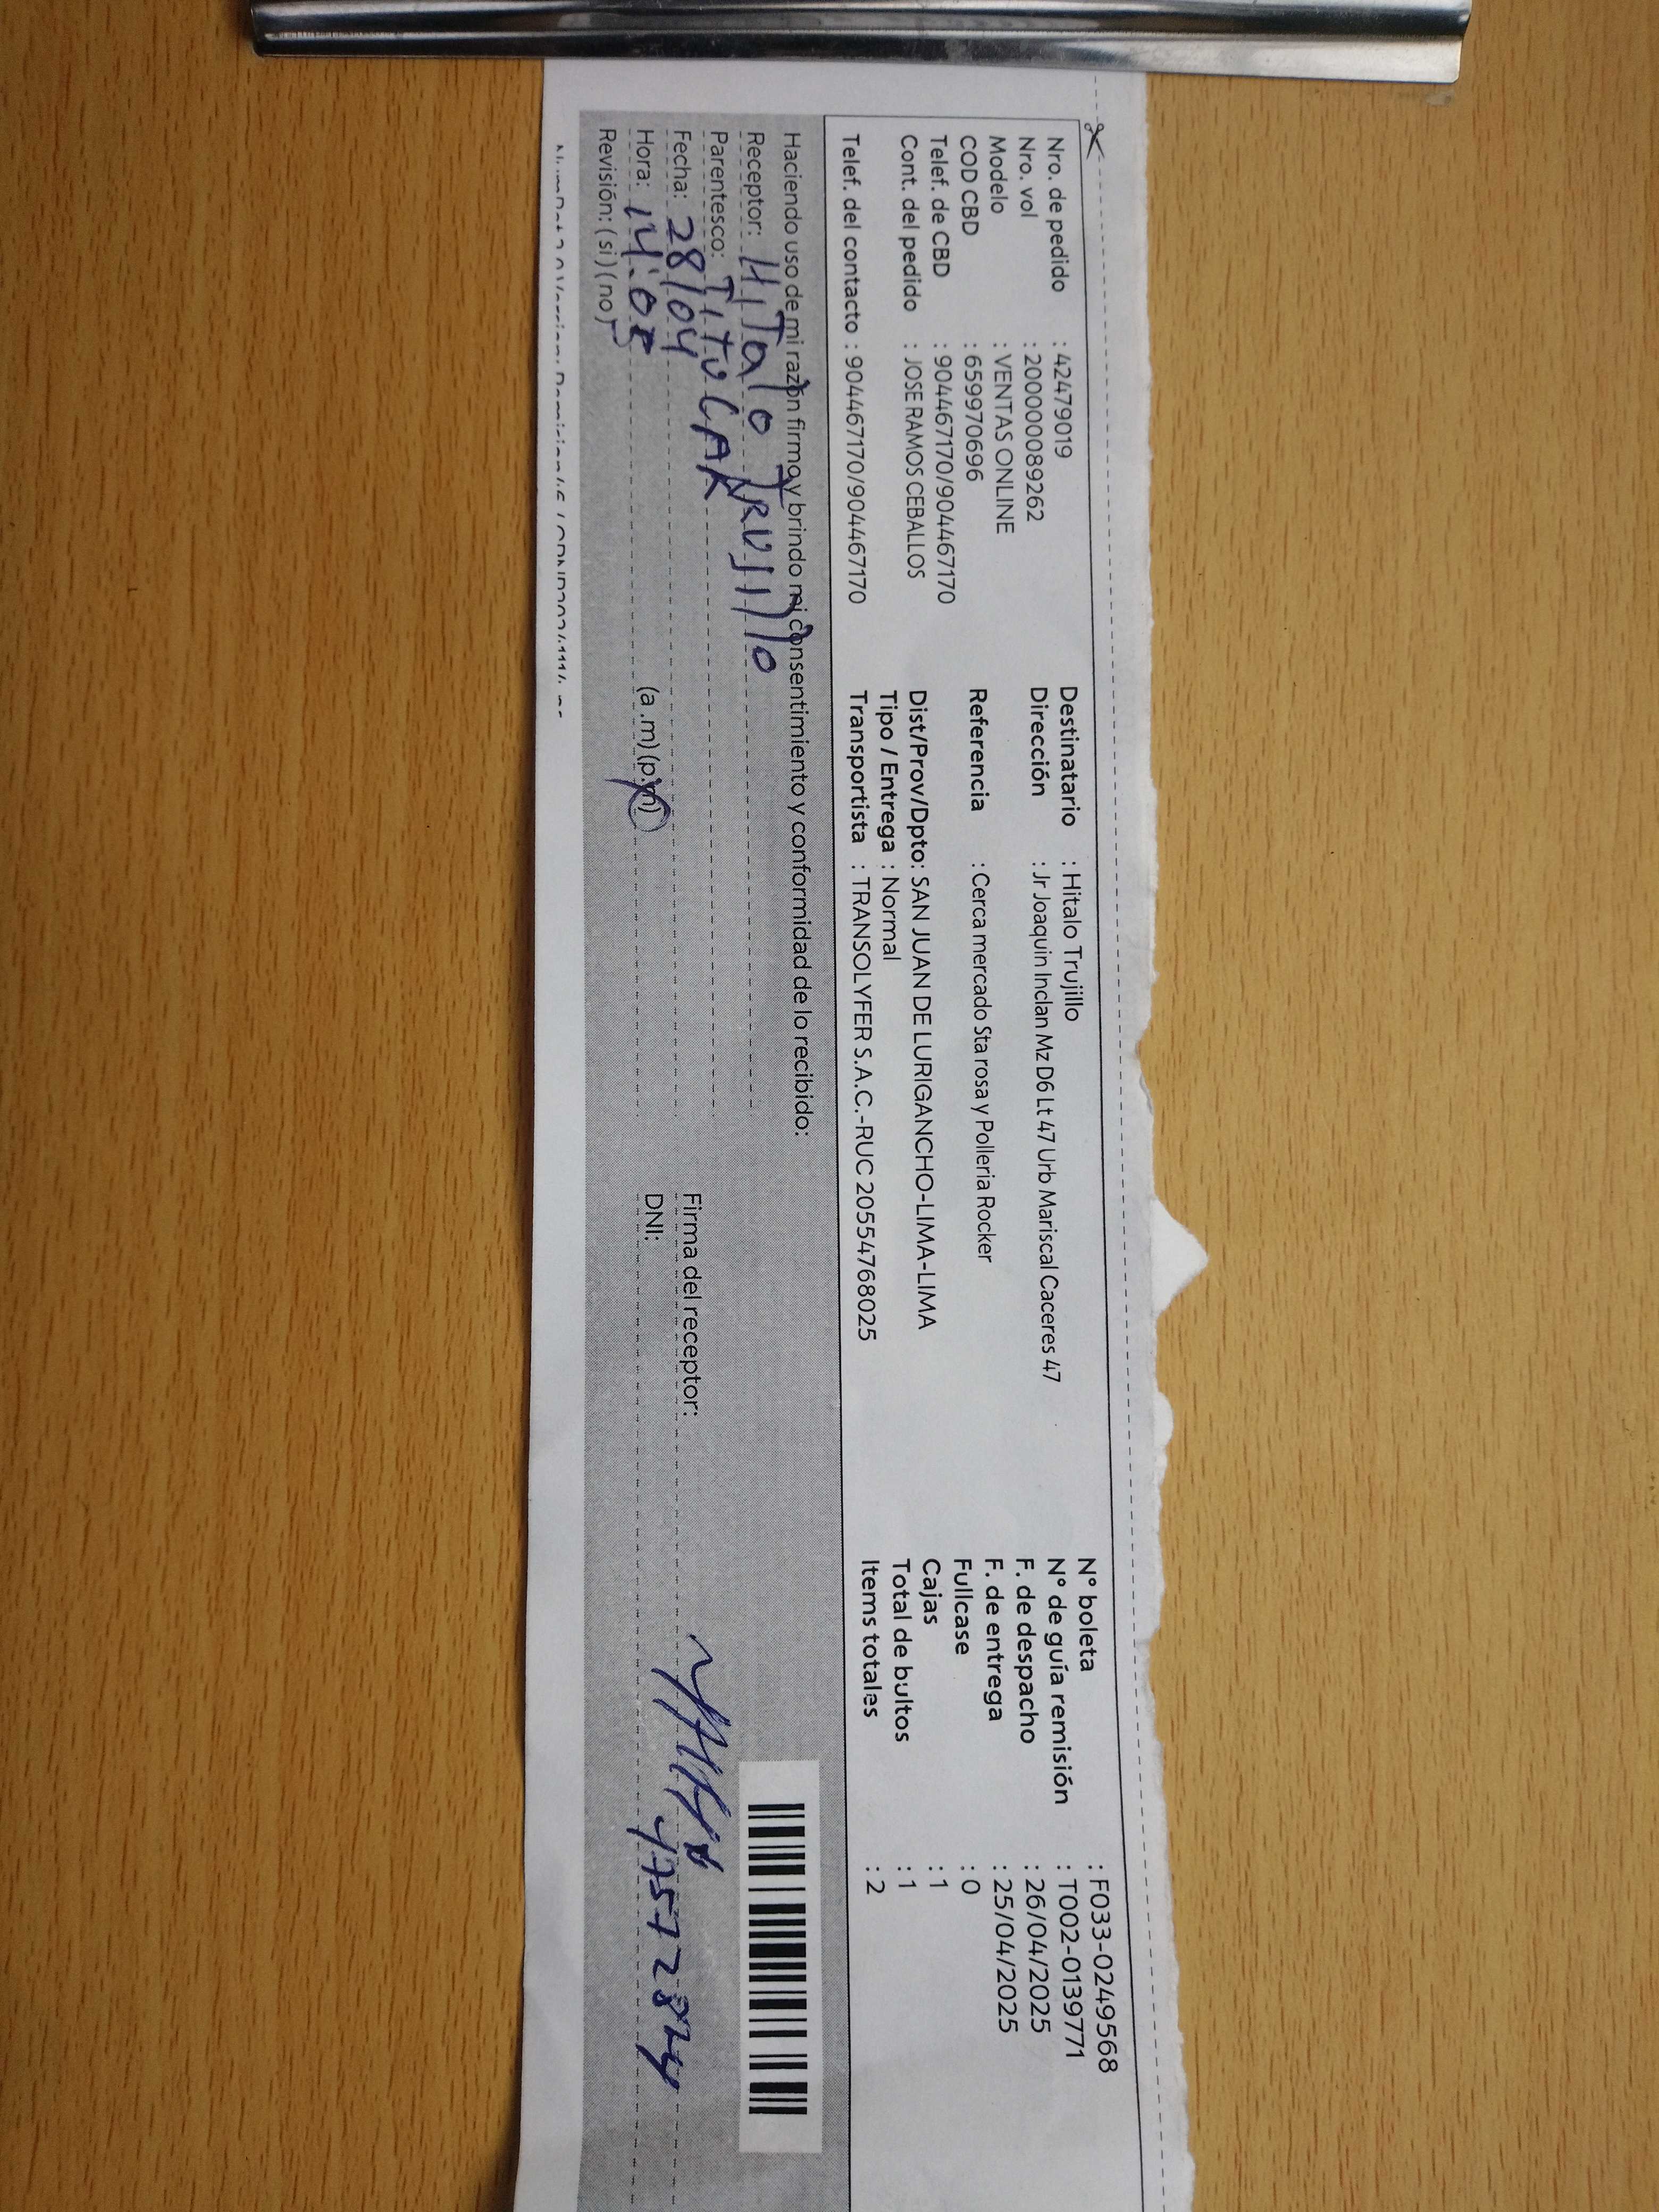 Nro. de pedido : 42479019
Nro. vol : 20000089262
Modelo : VENTAS ONLINE
COD CBD : 659970696
Telef. de CBD : 904467170/904467170
Cont. del pedido : JOSE RAMOS CEBALLOS
Telef. del contacto : 904467170/904467170
Destinatario : Hitalo Trujillo
Dirección : Jr Joaquin Inclan Mz D6 Lt 47 Urb Mariscal Caceres 47
Referencia : Cerca mercado Sta rosa y Polleria Rocker
Dist/Prov/Dpto: SAN JUAN DE LURIGANCHO-LIMA-LIMA
Tipo / Entrega : Normal
Transportista : TRANSOLYFER S.A.C.-RUC 20554768025
N° boleta : F033-0249568
N° de guía remisión : T002-0139771
F. de despacho : 26/04/2025
F. de entrega : 25/04/2025
Fullcase : 0
Cajas : 1
Total de bultos : 1
Items totales : 2
Haciendo uso de mi razón firmo y brindo mi consentimiento y conformidad de lo recibido:
Receptor: HiTalo TRUJillo
Parentesco: TiTuLAR
Fecha: 28/04
Hora: 14:05 (a.m) (p.m)
Revisión: (si) (no)
Firma del receptor:
DNI: 47572824